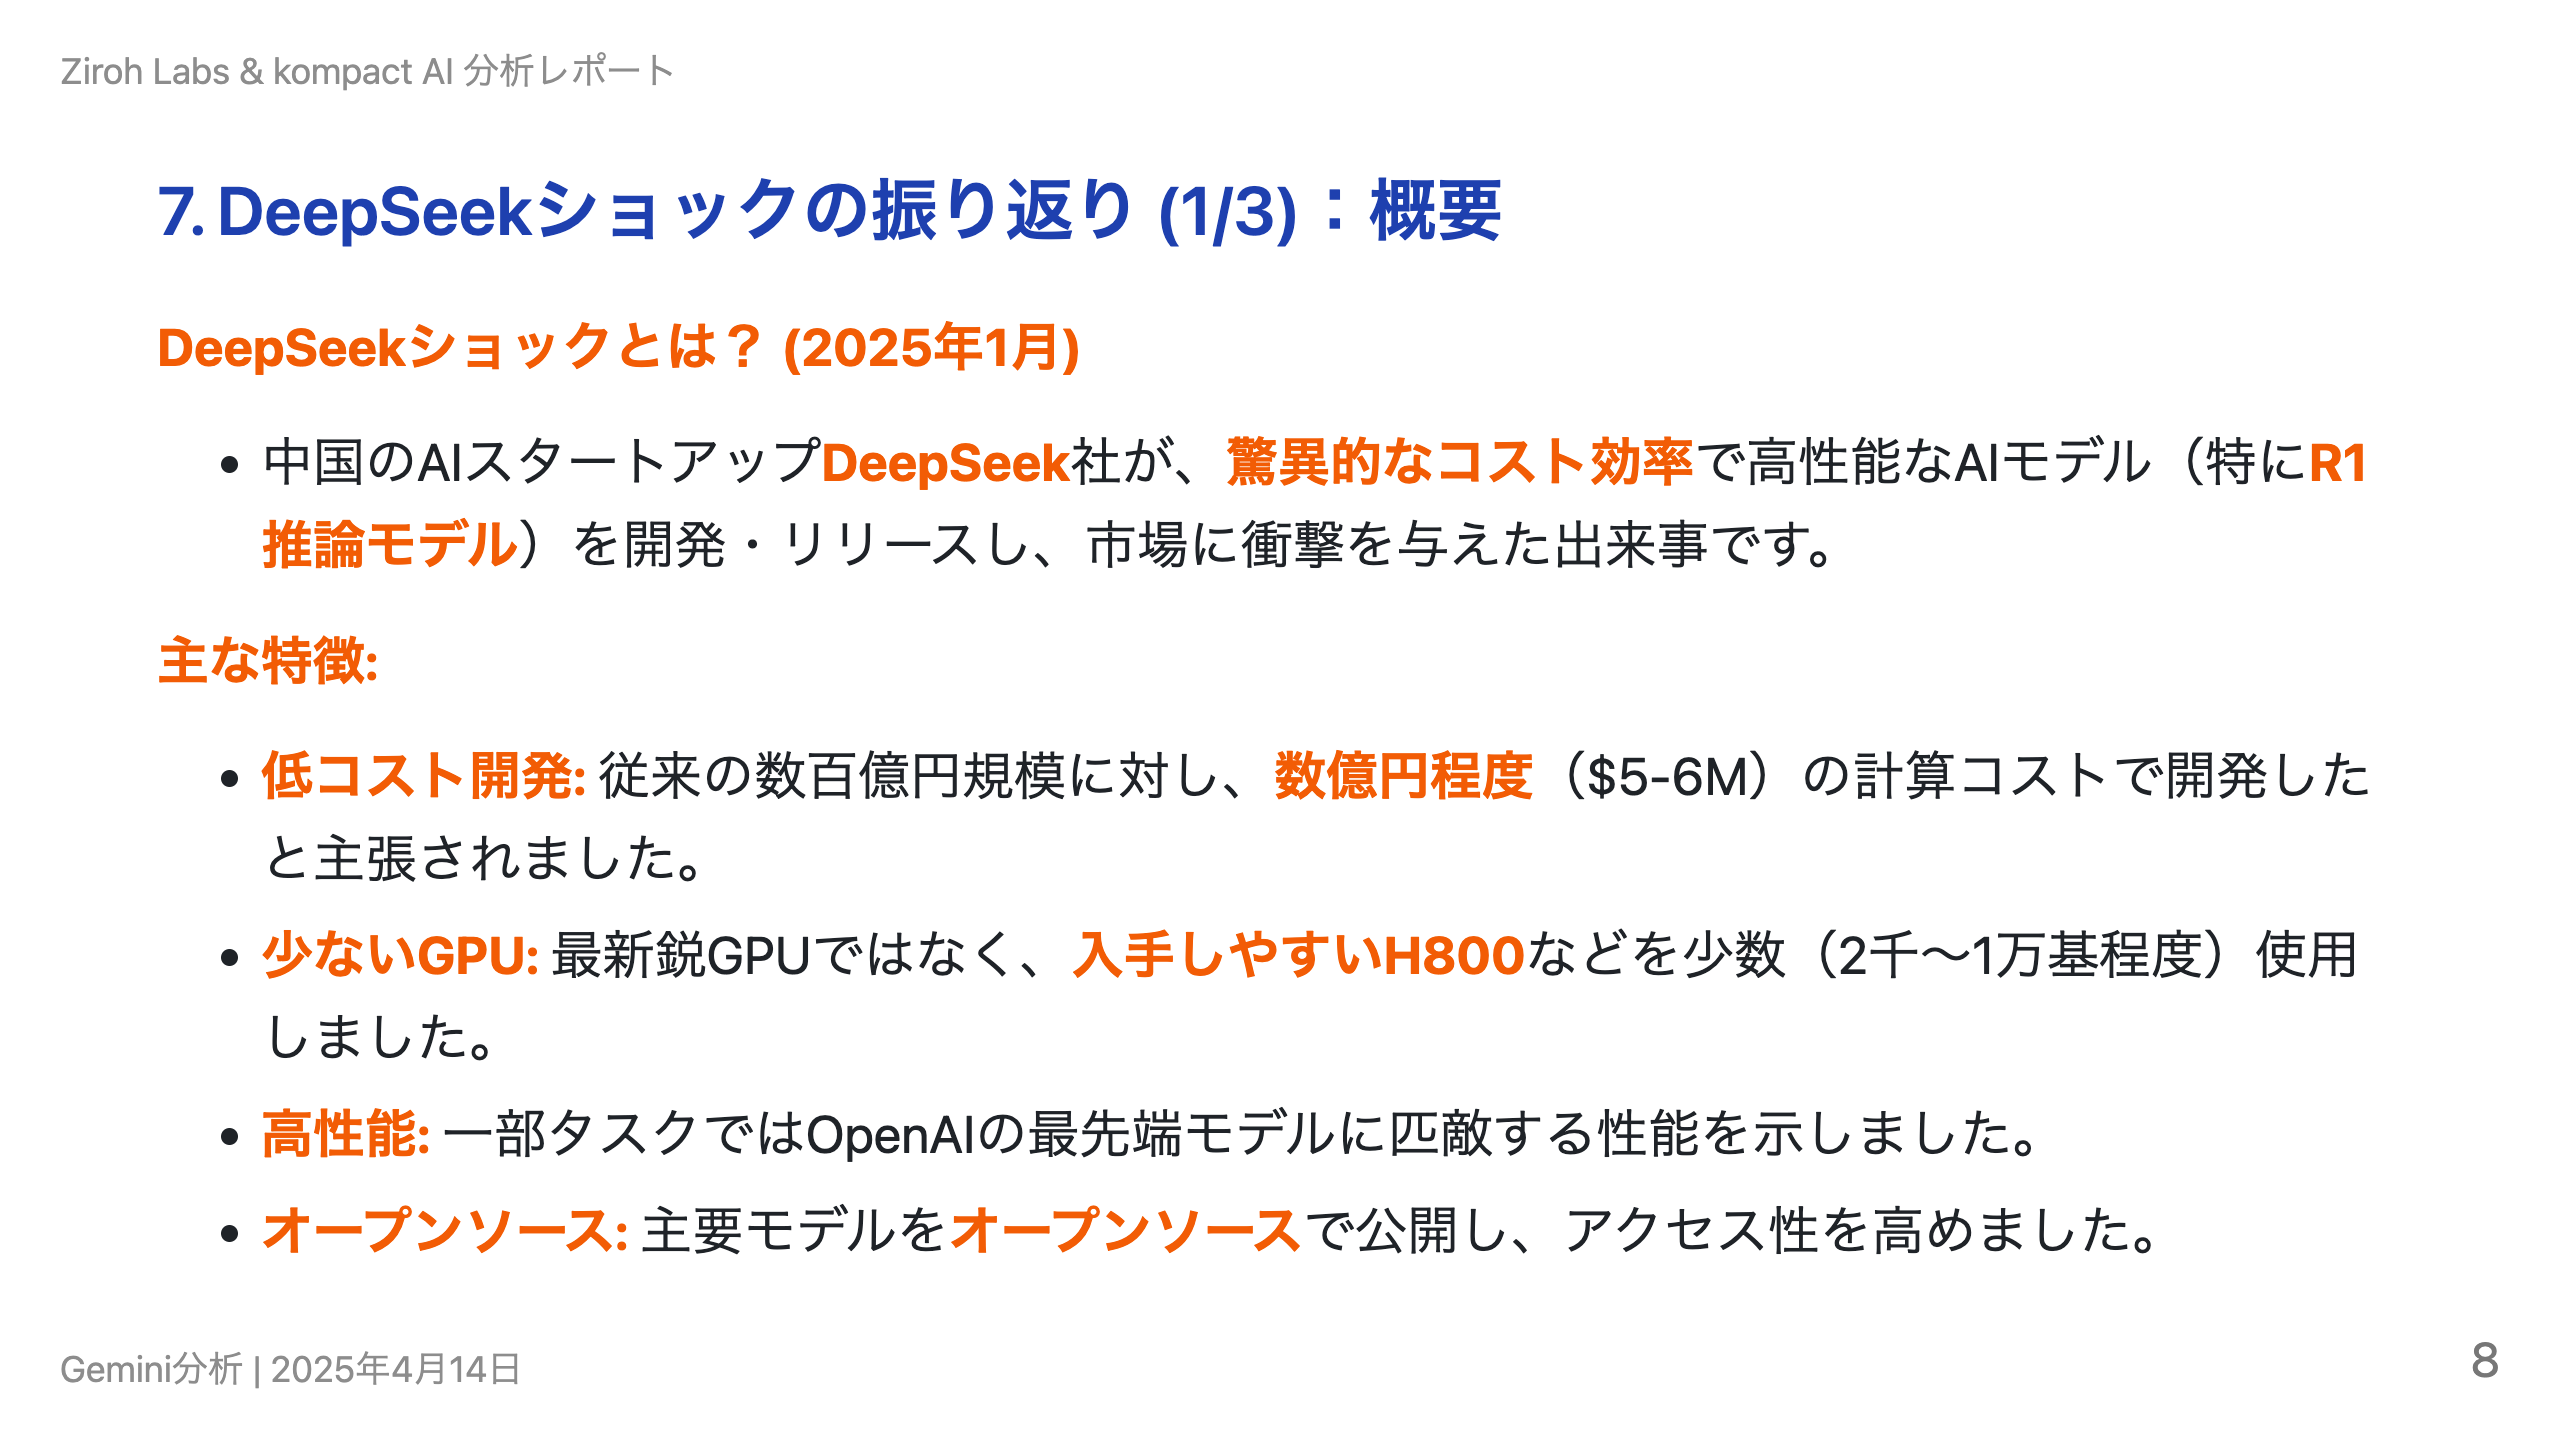 Ziroh Labs & kompact AI 分析レポート
7. DeepSeekショックの振り返り (1/3)：概要
DeepSeekショックとは？ (2025年1月)
• 中国のAIスタートアップDeepSeek社が、驚異的なコスト効率で高性能なAIモデル（特にR1
推論モデル）を開発・リリースし、市場に衝撃を与えた出来事です。
主な特徴:
• 低コスト開発: 従来の数百億円規模に対し、数億円程度（$5-6M）の計算コストで開発した
と主張されました。
• 少ないGPU: 最新鋭GPUではなく、入手しやすいH800などを少数（2千〜1万基程度）使用
しました。
• 高性能: 一部タスクではOpenAIの最先端モデルに匹敵する性能を示しました。
• オープンソース: 主要モデルをオープンソースで公開し、アクセス性を高めました。
Gemini分析 | 2025年4月14日
8